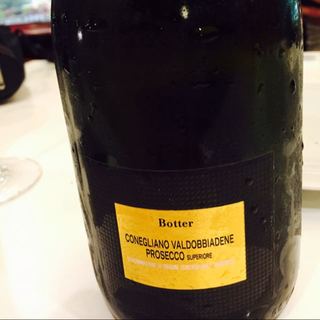 Botter
CONEGLIANO VALDOBBIADENE
PROSECCO SUPERIORE